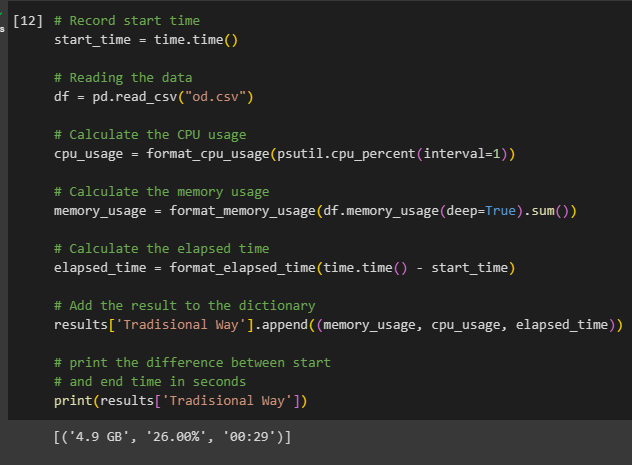 [12] # Record start time
start_time = time.time()
# Reading the data
df = pd.read_csv("od.csv")
# Calculate the CPU usage
cpu_usage = format_cpu_usage(psutil.cpu_percent(interval=1))
# Calculate the memory usage
memory_usage = format_memory_usage(df.memory_usage(deep=True).sum())
# Calculate the elapsed time
elapsed_time = format_elapsed_time(time.time() - start_time)
# Add the result to the dictionary
results['Tradisional Way'].append((memory_usage, cpu_usage, elapsed_time))
# print the difference between start
# and end time in seconds
print(results['Tradisional Way'])
[('4.9 GB', '26.00%', '00:29')]